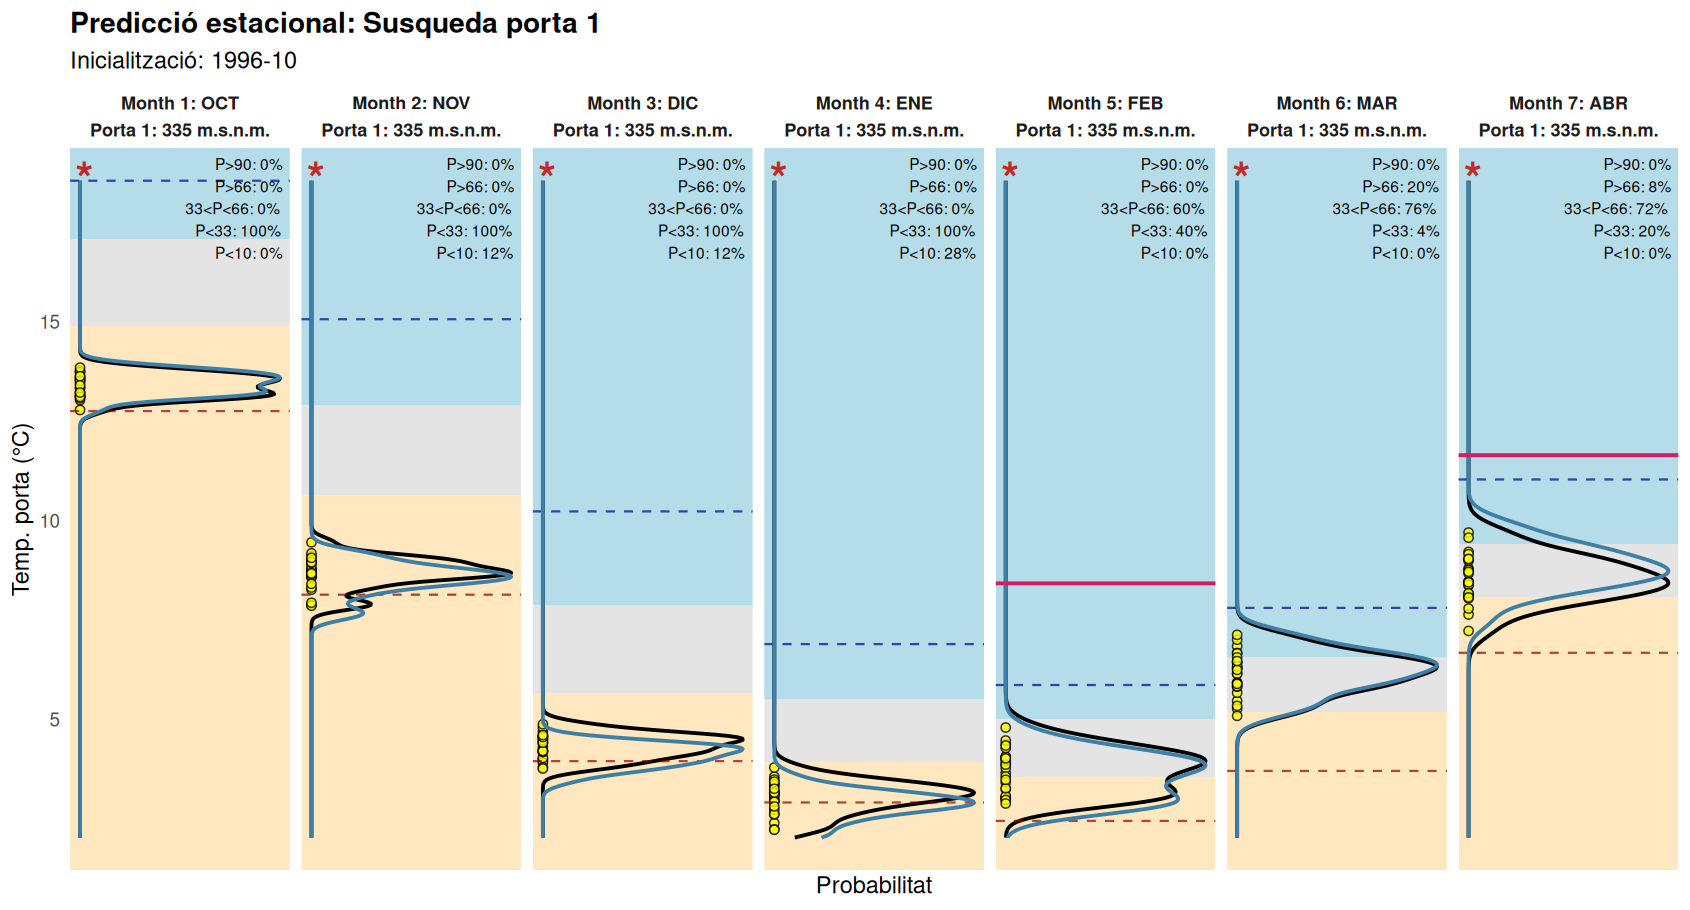 Predicció estacional: Susqueda porta 1
Inicialització: 1996-10
Month 1: OCT
Porta 1: 335 m.s.n.m.
Month 2: NOV
Porta 1: 335 m.s.n.m.
Month 3: DIC
Porta 1: 335 m.s.n.m.
Month 4: ENE
Porta 1: 335 m.s.n.m.
Month 5: FEB
Porta 1: 335 m.s.n.m.
Month 6: MAR
Porta 1: 335 m.s.n.m.
Month 7: ABR
Porta 1: 335 m.s.n.m.
*
P>90: 0%
P>66: 0%
33<P<66: 0%
P<33: 100%
P<10: 0%
*
P>90: 0%
P>66: 0%
33<P<66: 0%
P<33: 100%
P<10: 12%
*
P>90: 0%
P>66: 0%
33<P<66: 0%
P<33: 100%
P<10: 12%
*
P>90: 0%
P>66: 0%
33<P<66: 0%
P<33: 100%
P<10: 28%
*
P>90: 0%
P>66: 0%
33<P<66: 60%
P<33: 40%
P<10: 0%
*
P>90: 0%
P>66: 20%
33<P<66: 76%
P<33: 4%
P<10: 0%
*
P>90: 0%
P>66: 8%
33<P<66: 72%
P<33: 20%
P<10: 0%
15
10
5
Temp. porta (°C)
Probabilitat